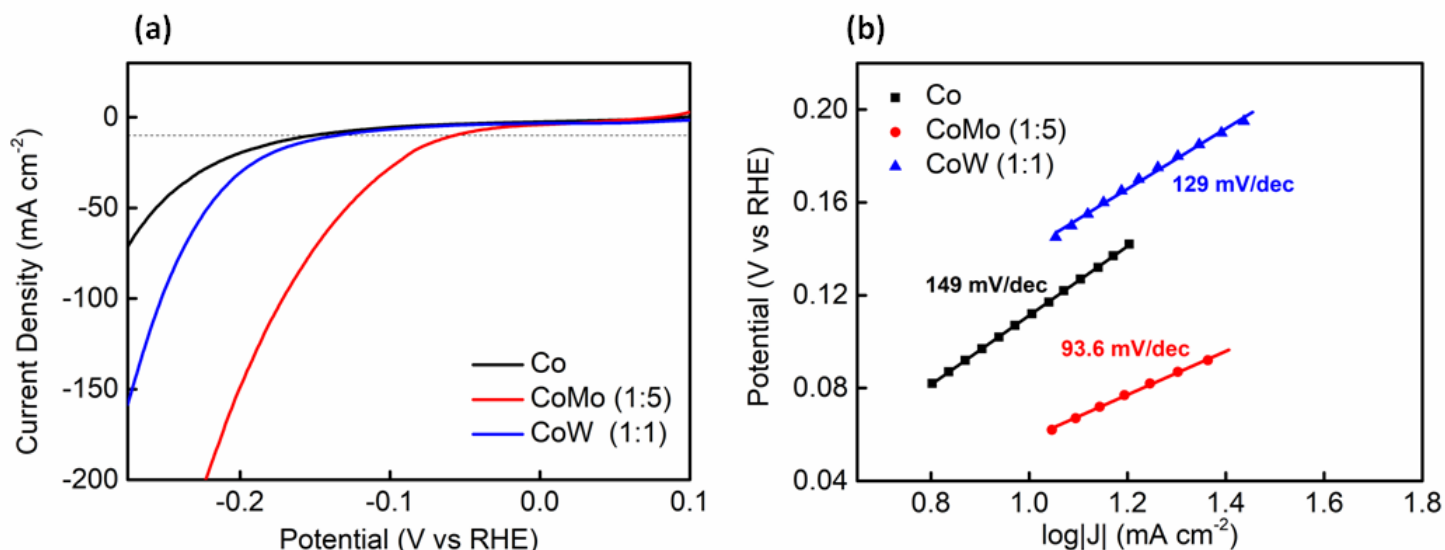 (a)
0
-50
-100
-150
-200
Current Density (mA cm⁻²)
Co
CoMo (1:5)
CoW (1:1)
-0.2
-0.1
0.0
0.1
Potential (V vs RHE)
(b)
0.20
0.16
0.12
0.08
0.04
Potential (V vs RHE)
Co
CoMo (1:5)
CoW (1:1)
129 mV/dec
149 mV/dec
93.6 mV/dec
0.8
1.0
1.2
1.4
1.6
1.8
log|J| (mA cm⁻²)